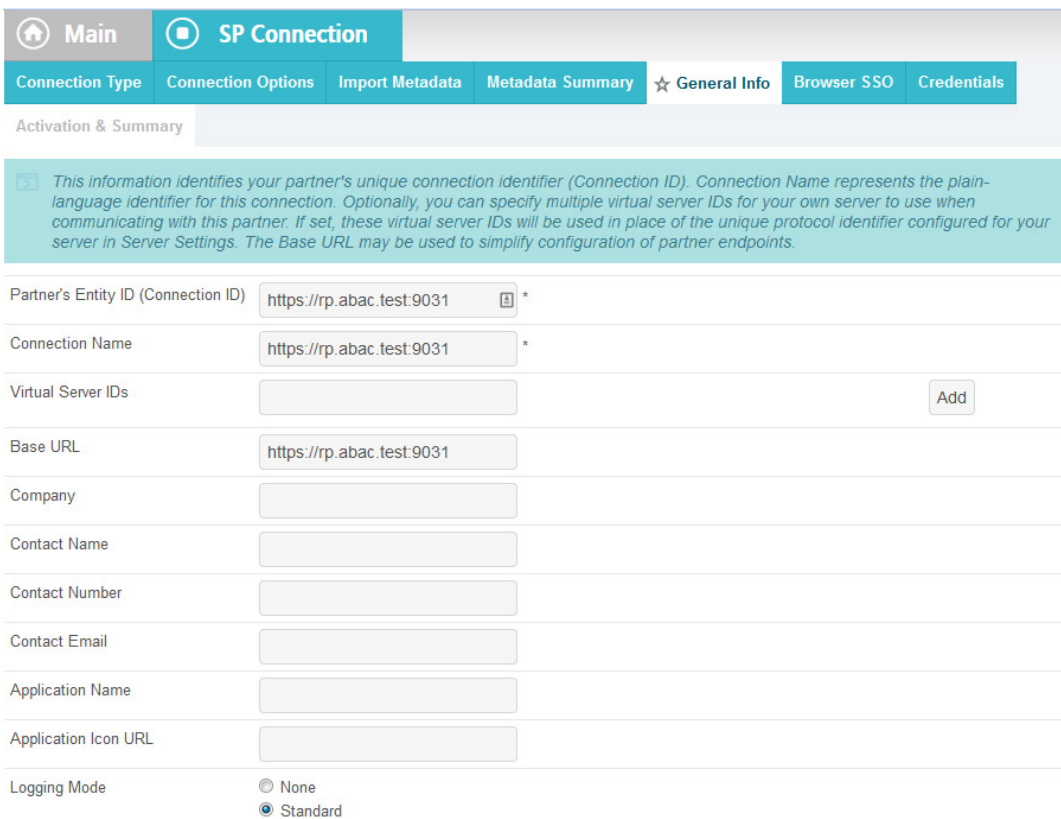 Main
SP Connection
Connection Type
Connection Options
Import Metadata
Metadata Summary
General Info
Browser SSO
Credentials
Activation & Summary
This information identifies your partner's unique connection identifier (Connection ID). Connection Name represents the plain-
language identifier for this connection. Optionally, you can specify multiple virtual server IDs for your own server to use when
communicating with this partner. If set, these virtual server IDs will be used in place of the unique protocol identifier configured for your
server in Server Settings. The Base URL may be used to simplify configuration of partner endpoints.
Partner's Entity ID (Connection ID) https://rp.abac.test:9031 *
Connection Name https://rp.abac.test:9031 *
Virtual Server IDs Add
Base URL https://rp.abac.test:9031
Company
Contact Name
Contact Number
Contact Email
Application Name
Application Icon URL
Logging Mode None
Standard